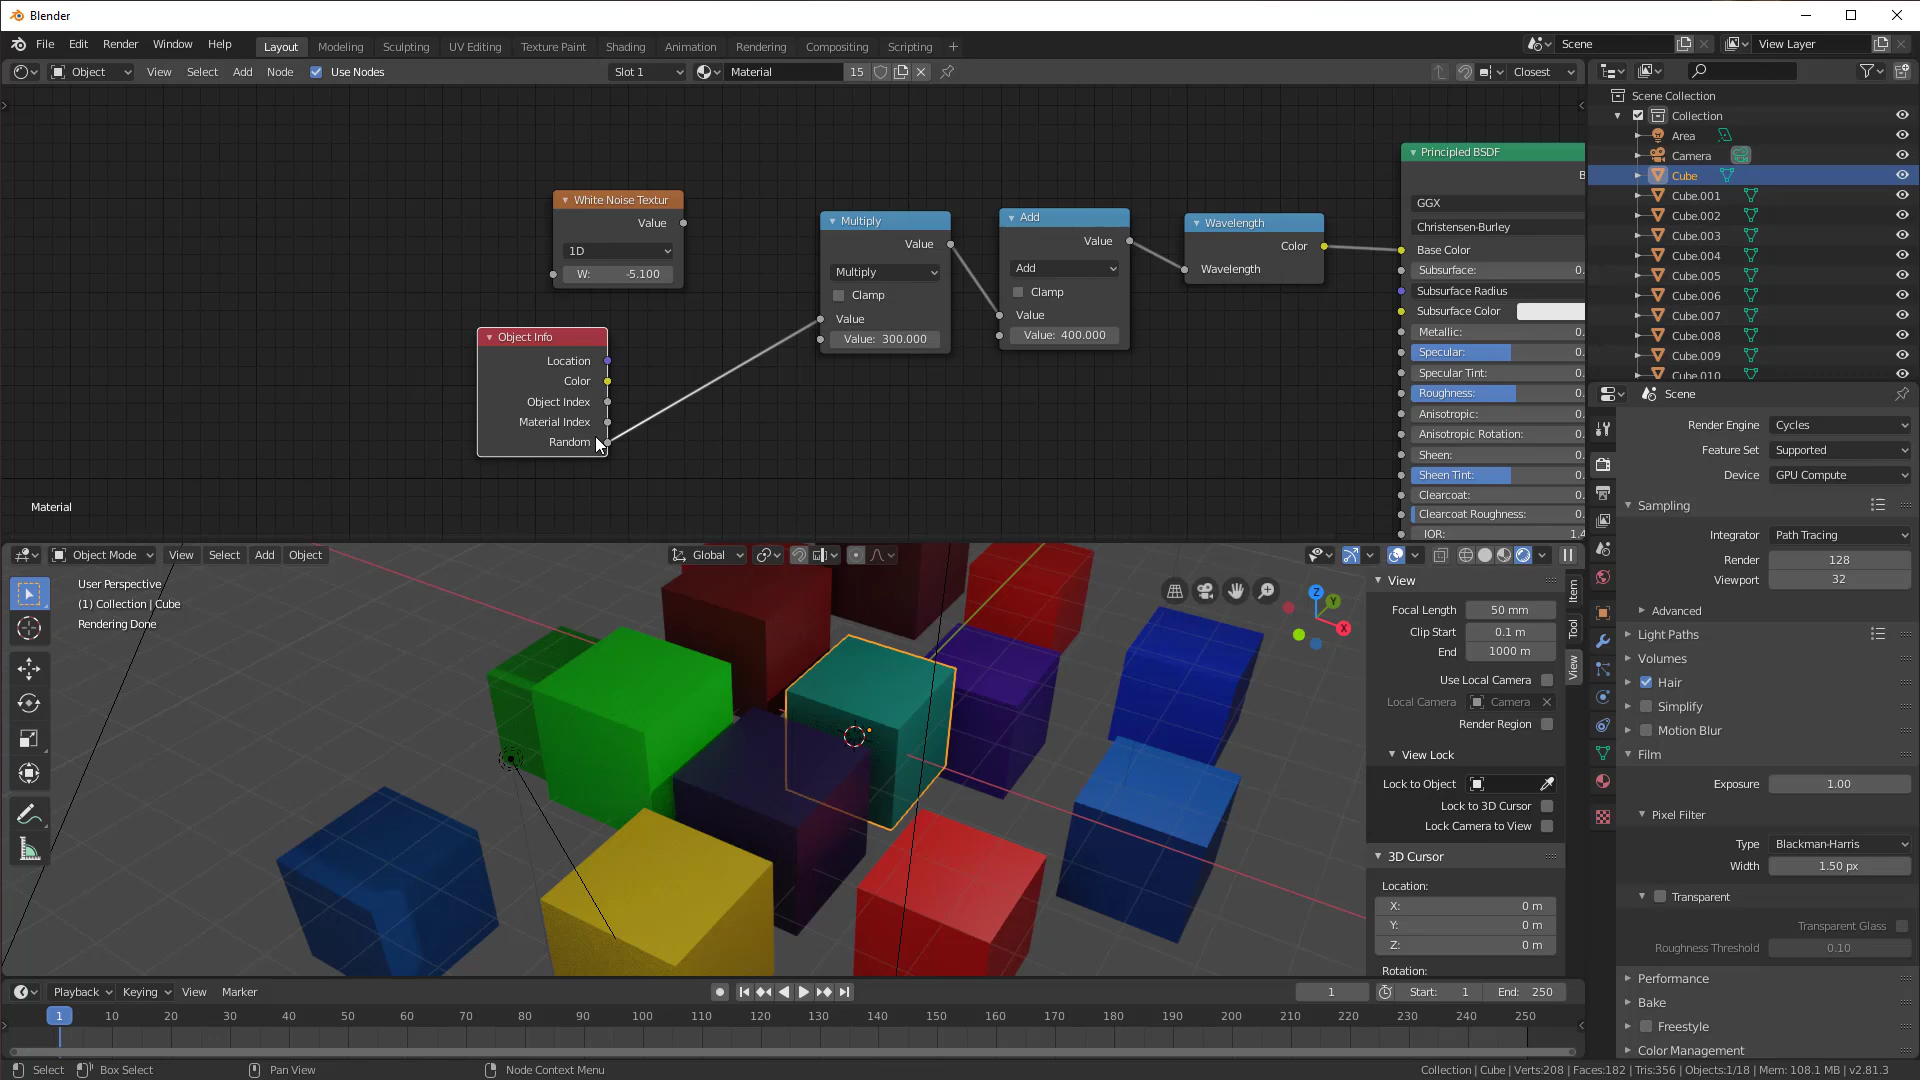 Blender
File Edit Render Window Help Layout Modeling Sculpting UV Editing Texture Paint Shading Animation Rendering Compositing Scripting + Scene View Layer
Object View Select Add Node Use Nodes Slot 1 Material 15 Closest
Scene Collection
Collection
Area
Camera
Cube
Cube.001
Cube.002
Cube.003
Cube.004
Cube.005
Cube.006
Cube.007
Cube.008
Cube.009
Cube.010
White Noise Textur
Value
1D
W: -5.100
Object Info
Location
Color
Object Index
Material Index
Random
Multiply
Value
Multiply
Clamp
Value
Value: 300.000
Add
Value
Add
Clamp
Value
Value: 400.000
Wavelength
Color
Wavelength
Principled BSDF
B
GGX
Christensen-Burley
Base Color
Subsurface: 0.
Subsurface Radius
Subsurface Color
Metallic: 0.
Specular: 0.
Specular Tint: 0.
Roughness: 0.
Anisotropic: 0.
Anisotropic Rotation: 0.
Sheen: 0.
Sheen Tint: 0.
Clearcoat: 0.
Clearcoat Roughness: 0.
IOR: 1.4
Material
Object Mode View Select Add Object Global
User Perspective
(1) Collection | Cube
Rendering Done
Z
Y
X
View
Focal Length 50 mm
Clip Start 0.1 m
End 1000 m
Use Local Camera
Local Camera Camera
Render Region
View Lock
Lock to Object
Lock to 3D Cursor
Lock Camera to View
3D Cursor
Location:
X: 0 m
Y: 0 m
Z: 0 m
Rotation:
Item
Tool
View
Scene
Render Engine Cycles
Feature Set Supported
Device GPU Compute
Sampling
Integrator Path Tracing
Render 128
Viewport 32
Advanced
Light Paths
Volumes
Hair
Simplify
Motion Blur
Film
Exposure 1.00
Pixel Filter
Type Blackman-Harris
Width 1.50 px
Transparent
Transparent Glass
Roughness Threshold 0.10
Performance
Bake
Freestyle
Color Management
Playback Keying View Marker 1 Start: 1 End: 250
1 10 20 30 40 50 60 70 80 90 100 110 120 130 140 150 160 170 180 190 200 210 220 230 240 250
Select Box Select Pan View Node Context Menu Collection | Cube | Verts:208 | Faces:182 | Tris:356 | Objects:1/18 | Mem: 108.1 MB | v2.81.3